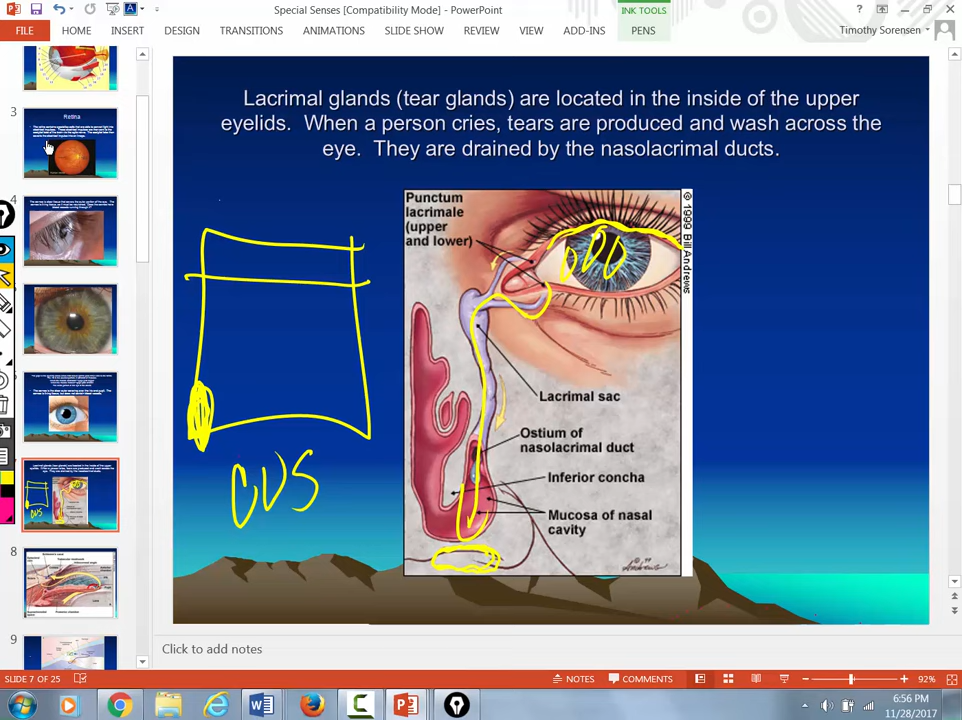 Special Senses [Compatibility Mode] - PowerPoint
INK TOOLS
FILE
HOME
INSERT
DESIGN
TRANSITIONS
ANIMATIONS
SLIDE SHOW
REVIEW
VIEW
ADD-INS
PENS
Timothy Sorensen
3
Retina
4
8
9
Lacrimal glands (tear glands) are located in the inside of the upper
eyelids. When a person cries, tears are produced and wash across the
eye. They are drained by the nasolacrimal ducts.
Punctum
lacrimale
(upper
and lower)
© 1999 Bill Andrews
Lacrimal sac
Ostium of
nasolacrimal duct
Inferior concha
Mucosa of nasal
cavity
CVS
Click to add notes
SLIDE 7 OF 25
NOTES
COMMENTS
92%
6:56 PM
11/28/2017